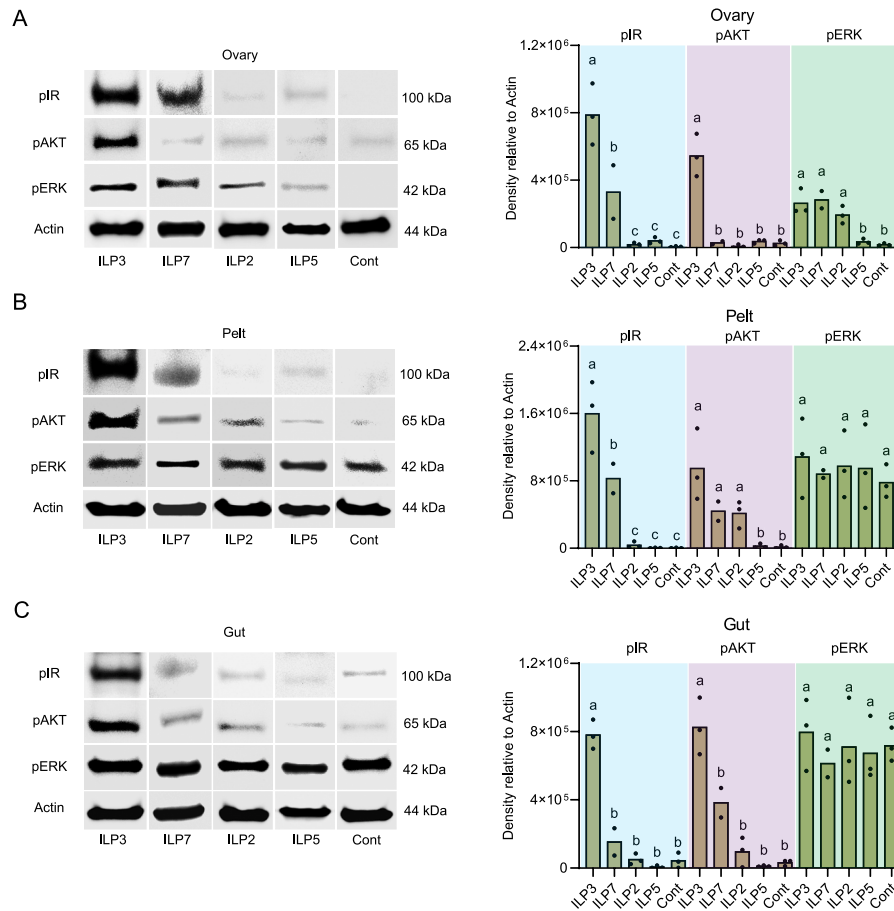 A
Ovary
pIR
100 kDa
pAKT
65 kDa
pERK
42 kDa
Actin
44 kDa
ILP3 ILP7 ILP2 ILP5 Cont
Ovary
pIR pAKT pERK
Density relative to Actin
1.2×10⁶
8×10⁵
4×10⁵
0
a b c c c a b b b b a a a b b
ILP3 ILP7 ILP2 ILP5 Cont ILP3 ILP7 ILP2 ILP5 Cont ILP3 ILP7 ILP2 ILP5 Cont
B
Pelt
pIR
100 kDa
pAKT
65 kDa
pERK
42 kDa
Actin
44 kDa
ILP3 ILP7 ILP2 ILP5 Cont
Pelt
pIR pAKT pERK
Density relative to Actin
2.4×10⁶
1.6×10⁶
8×10⁵
0
a b c c c a a a b b a a a a a
ILP3 ILP7 ILP2 ILP5 Cont ILP3 ILP7 ILP2 ILP5 Cont ILP3 ILP7 ILP2 ILP5 Cont
C
Gut
pIR
100 kDa
pAKT
65 kDa
pERK
42 kDa
Actin
44 kDa
ILP3 ILP7 ILP2 ILP5 Cont
Gut
pIR pAKT pERK
Density relative to Actin
1.2×10⁶
8×10⁵
4×10⁵
0
a b b b b a b b b b a a a a a
ILP3 ILP7 ILP2 ILP5 Cont ILP3 ILP7 ILP2 ILP5 Cont ILP3 ILP7 ILP2 ILP5 Cont